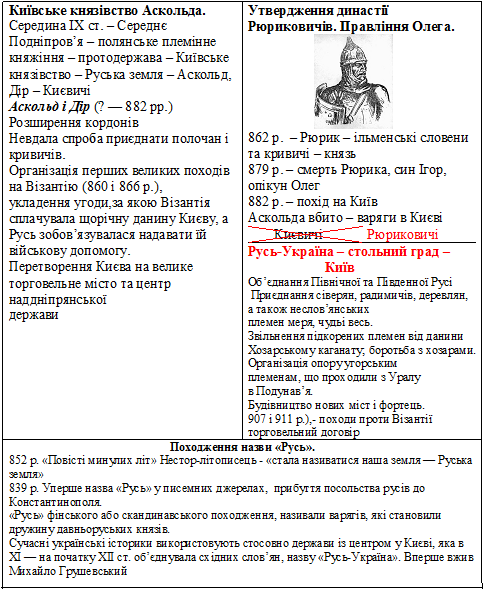 Київське князівство Аскольда.
Середина ІХ ст. – Середнє
Подніпров’я – полянське племінне
княжіння – протодержава – Київське
князівство – Руська земля – Аскольд,
Дір – Києвичі
Аскольд і Дір (? — 882 рр.)
Розширення кордонів
Невдала спроба приєднати полочан і
кривичів.
Організація перших великих походів
на Візантію (860 і 866 р.),
укладення угоди,за якою Візантія
сплачувала щорічну данину Києву, а
Русь зобов’язувалася надавати їй
військову допомогу.
Перетворення Києва на велике
торговельне місто та центр
наддніпрянської
держави
Утвердження династії
Рюриковичів. Правління Олега.
862 р. – Рюрик – ільменські словени
та кривичі – князь
879 р. – смерть Рюрика, син Ігор,
опікун Олег
882 р. – похід на Київ
Аскольда вбито – варяги в Києві
Києвичі Рюриковичі
Русь-Україна – стольний град –
Київ
Об’єднання Північної та Південної Русі
Приєднання сіверян, радимичів, деревлян,
а також неслов’янських
племен меря, чудьі весь.
Звільнення підкорених племен від данини
Хозарському каганату; боротьба з хозарами.
Організація опору угорським
племенам, що проходили з Уралу
в Подунав’я.
Будівництво нових міст і фортець.
907 і 911 р.),- походи проти Візантії
торговельний договір
Походження назви «Русь».
852 р. «Повісті минулих літ» Нестор-літописець - «стала називатися наша земля — Руська
земля»
839 р. Уперше назва «Русь» у писемних джерелах, прибуття посольства русів до
Константинополя.
«Русь» фінського або скандинавського походження, називали варягів, які становили
дружину давньоруських князів.
Сучасні українські історики використовують стосовно держави із центром у Києві, яка в
ХІ — на початку ХІІ ст. об’єднувала східних слов’ян, назву «Русь-Україна». Вперше вжив
Михайло Грушевський